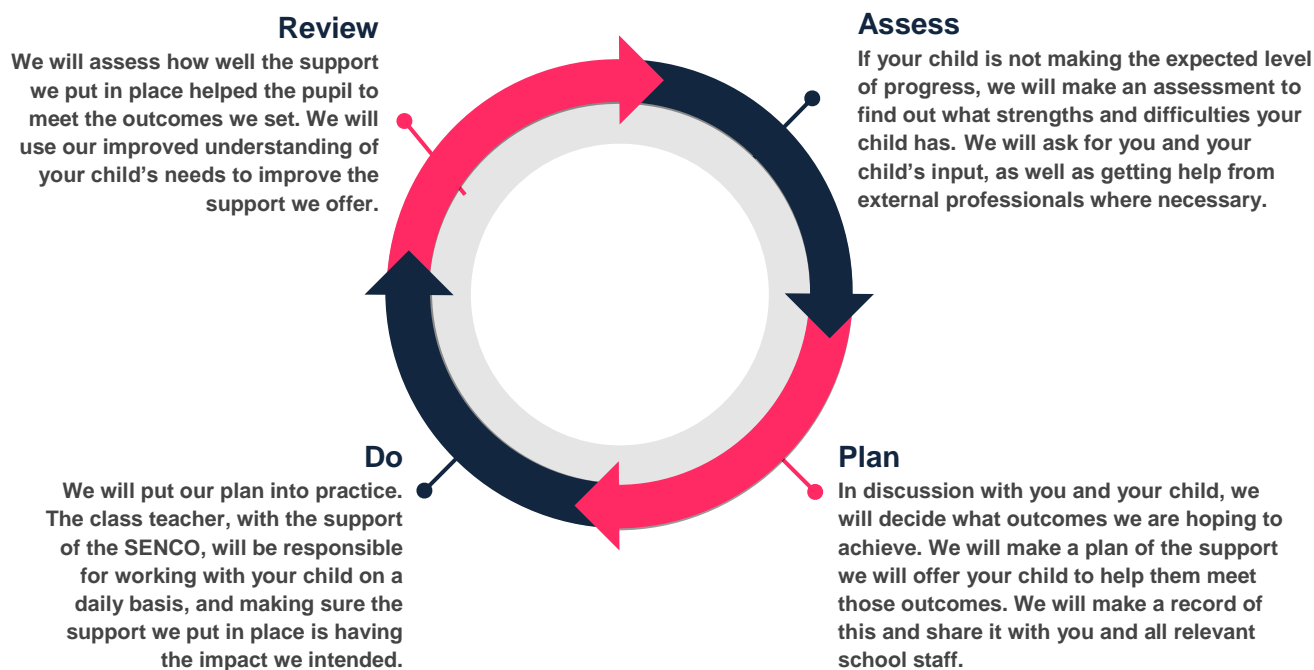 Review
We will assess how well the support
we put in place helped the pupil to
meet the outcomes we set. We will
use our improved understanding of
your child’s needs to improve the
support we offer.
Assess
If your child is not making the expected level
of progress, we will make an assessment to
find out what strengths and difficulties your
child has. We will ask for you and your
child’s input, as well as getting help from
external professionals where necessary.
Do
We will put our plan into practice.
The class teacher, with the support
of the SENCO, will be responsible
for working with your child on a
daily basis, and making sure the
support we put in place is having
the impact we intended.
Plan
In discussion with you and your child, we
will decide what outcomes we are hoping to
achieve. We will make a plan of the support
we will offer your child to help them meet
those outcomes. We will make a record of
this and share it with you and all relevant
school staff.